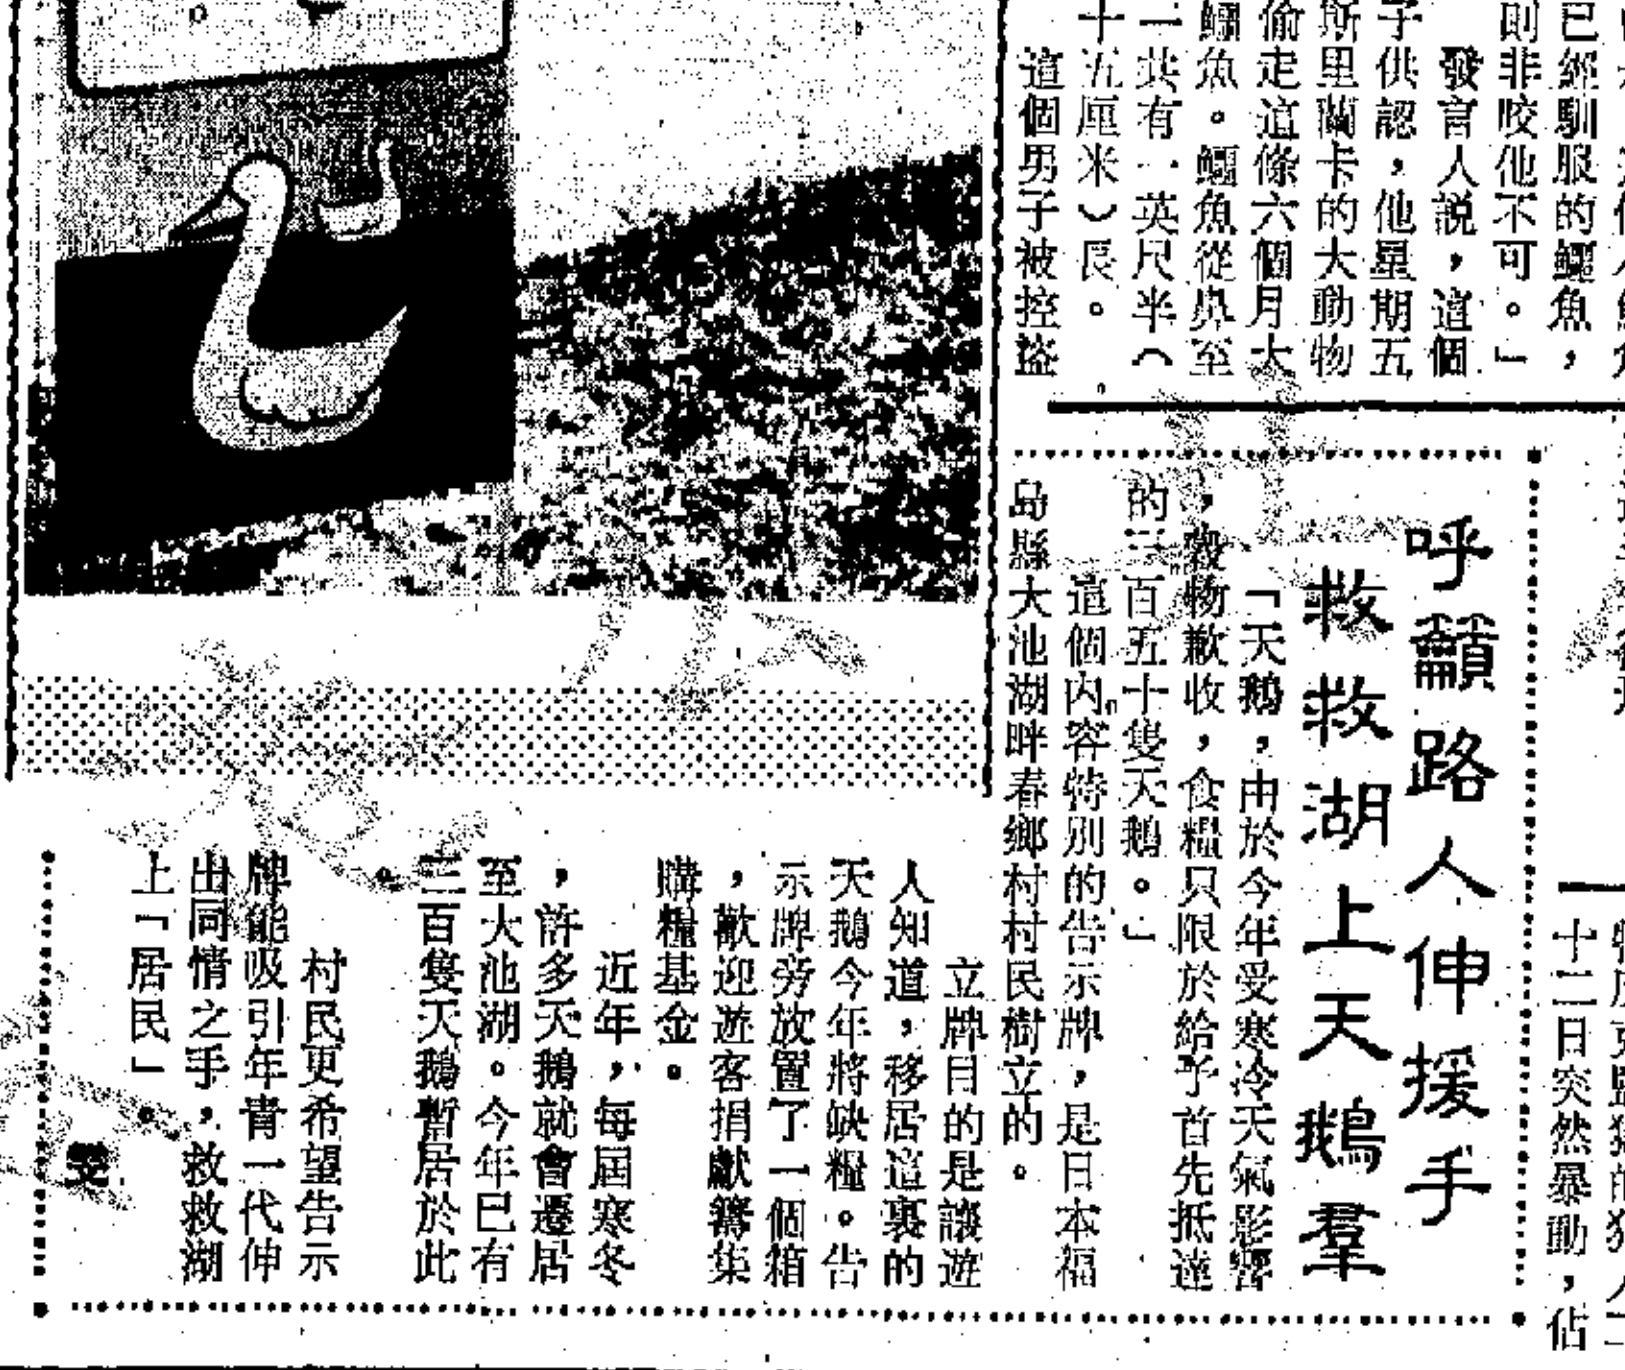 已經馴服的鱷魚，
則非咬他不可。」
發言人説，這個
子供認，他星期五
斯里蘭卡的大動物
偷走這條六個月大
鱷魚。鱷魚從鼻至
一共有一英尺半（
十五厘米）長。
這個男子被控盜
呼籲路人伸援手
救救湖上天鵝羣
「天鵝，由於今年受寒冷天氣影響
，穀物歉收，食糧只限於給予首先抵達
的三百五十隻天鵝。」
這個內容特別的告示牌，是日本福
島縣大池湖畔春鄉村村民樹立的。
立牌目的是讓遊
人知道，移居這裏的
天鵝今年將缺糧。告
示牌旁放置了一個箱
，歡迎遊客捐獻籌集
購糧基金。
近年，每屆寒冬
，許多天鵝就會遷居
至大池湖。今年已有
三百隻天鵝暫居於此
。
村民更希望告示
牌能吸引年青一代伸
出同情之手，救救湖
上「居民」。
雯
十二日突然暴動，佔